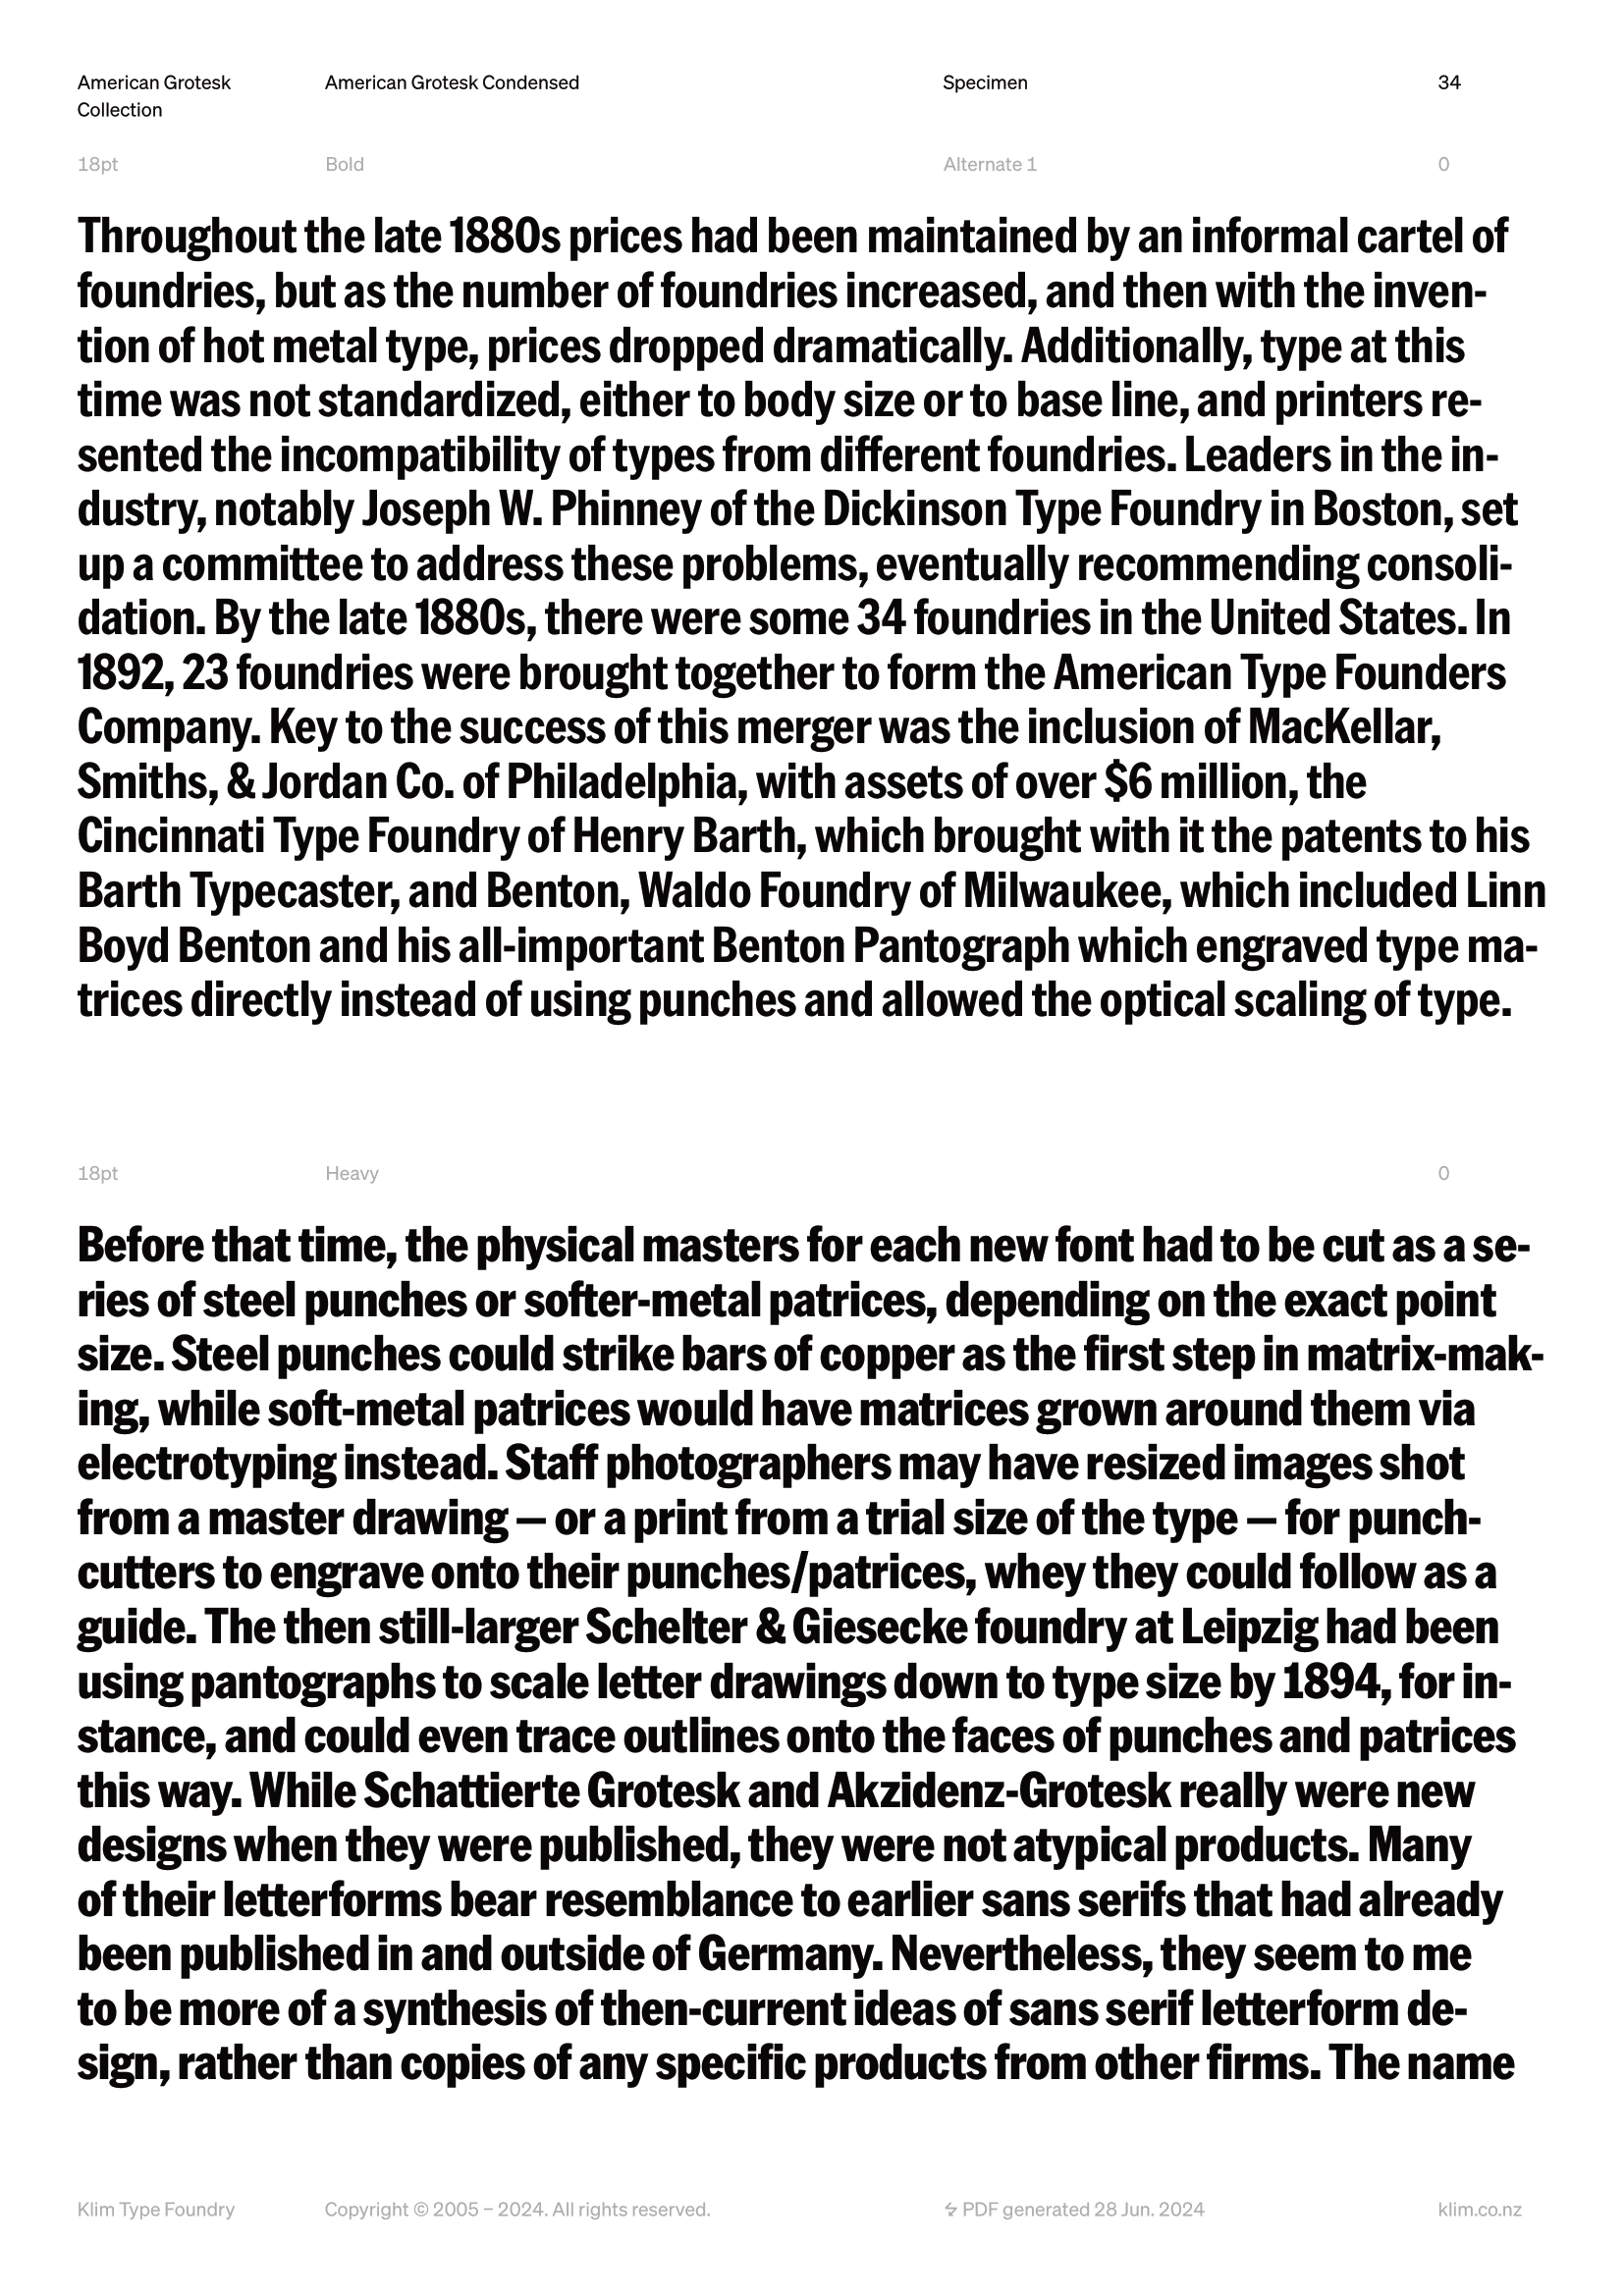 American Grotesk Collection
American Grotesk Condensed
Specimen
34
18pt
Bold
Alternate 1
0
Throughout the late 1880s prices had been maintained by an informal cartel of
foundries, but as the number of foundries increased, and then with the inven-
tion of hot metal type, prices dropped dramatically. Additionally, type at this
time was not standardized, either to body size or to base line, and printers re-
sented the incompatibility of types from different foundries. Leaders in the in-
dustry, notably Joseph W. Phinney of the Dickinson Type Foundry in Boston, set
up a committee to address these problems, eventually recommending consoli-
dation. By the late 1880s, there were some 34 foundries in the United States. In
1892, 23 foundries were brought together to form the American Type Founders
Company. Key to the success of this merger was the inclusion of MacKellar,
Smiths, & Jordan Co. of Philadelphia, with assets of over $6 million, the
Cincinnati Type Foundry of Henry Barth, which brought with it the patents to his
Barth Typecaster, and Benton, Waldo Foundry of Milwaukee, which included Linn
Boyd Benton and his all-important Benton Pantograph which engraved type ma-
trices directly instead of using punches and allowed the optical scaling of type.
18pt
Heavy
0
Before that time, the physical masters for each new font had to be cut as a se-
ries of steel punches or softer-metal patrices, depending on the exact point
size. Steel punches could strike bars of copper as the first step in matrix-mak-
ing, while soft-metal patrices would have matrices grown around them via
electrotyping instead. Staff photographers may have resized images shot
from a master drawing — or a print from a trial size of the type — for punch-
cutters to engrave onto their punches/patrices, whey they could follow as a
guide. The then still-larger Schelter & Giesecke foundry at Leipzig had been
using pantographs to scale letter drawings down to type size by 1894, for in-
stance, and could even trace outlines onto the faces of punches and patrices
this way. While Schattierte Grotesk and Akzidenz-Grotesk really were new
designs when they were published, they were not atypical products. Many
of their letterforms bear resemblance to earlier sans serifs that had already
been published in and outside of Germany. Nevertheless, they seem to me
to be more of a synthesis of then-current ideas of sans serif letterform de-
sign, rather than copies of any specific products from other firms. The name
Klim Type Foundry
Copyright © 2005 – 2024. All rights reserved.
PDF generated 28 Jun. 2024
klim.co.nz